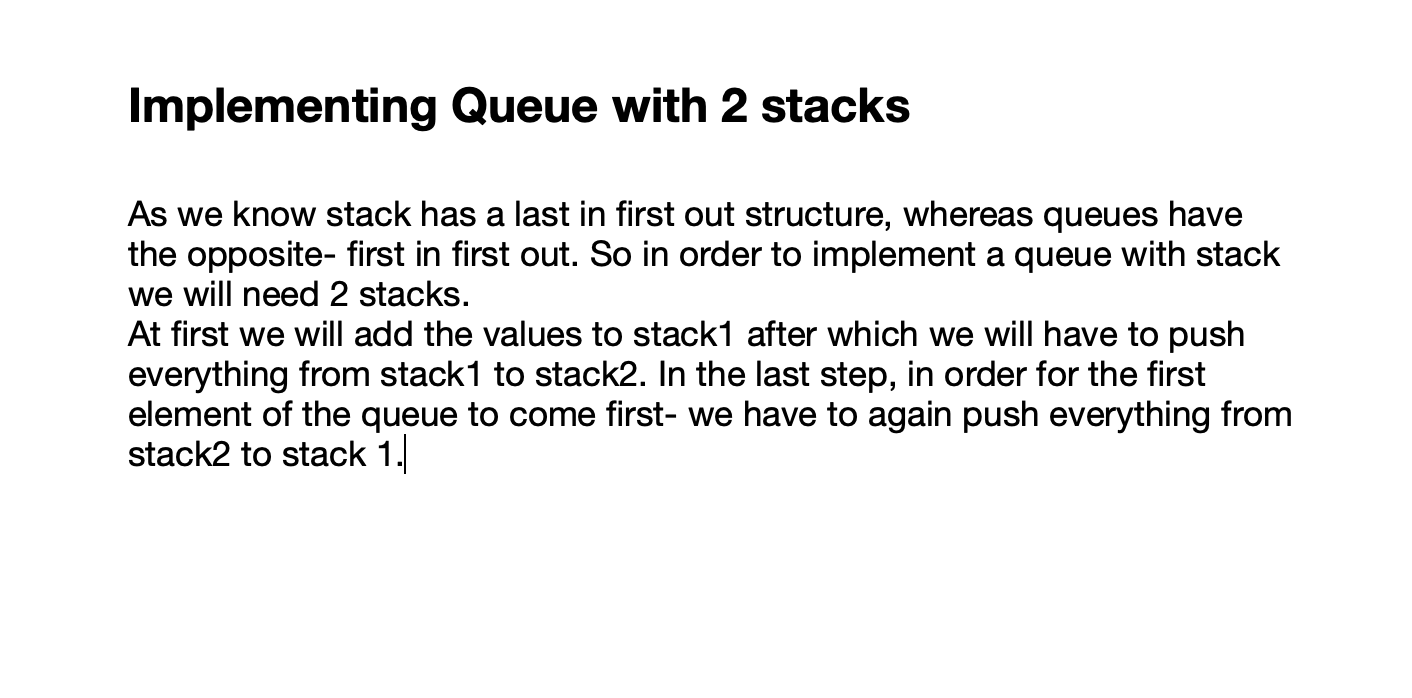 Implementing Queue with 2 stacks
As we know stack has a last in first out structure, whereas queues have
the opposite- first in first out. So in order to implement a queue with stack
we will need 2 stacks.
At first we will add the values to stack1 after which we will have to push
everything from stack1 to stack2. In the last step, in order for the first
element of the queue to come first- we have to again push everything from
stack2 to stack 1.